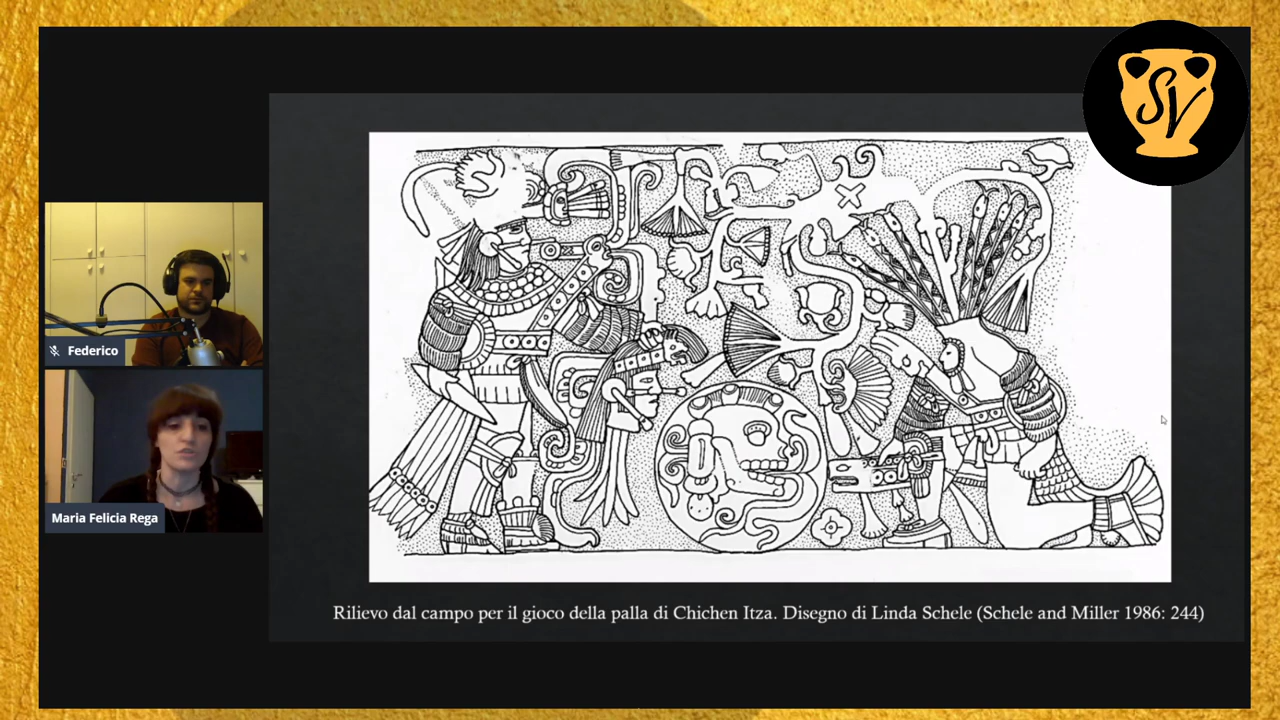 SV
Federico
Maria Felicia Rega
Rilievo dal campo per il gioco della palla di Chichen Itza. Disegno di Linda Schele (Schele and Miller 1986: 244)